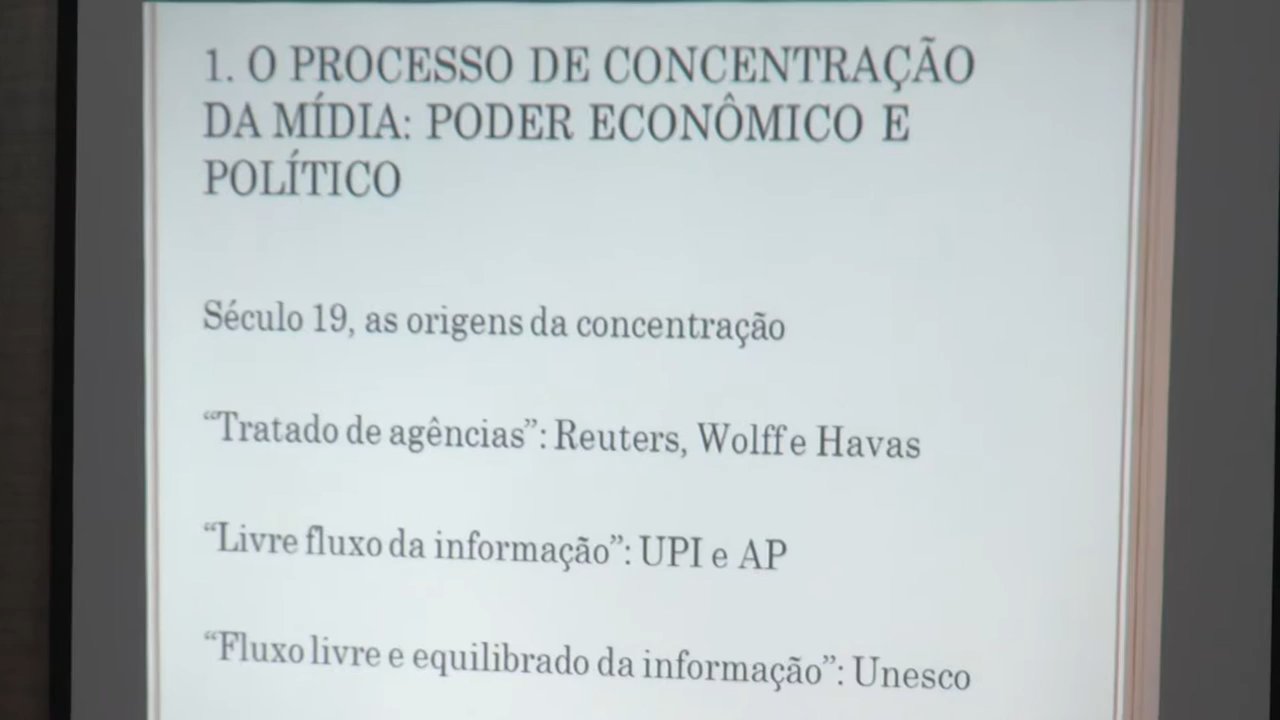 1. O PROCESSO DE CONCENTRAÇÃO
DA MÍDIA: PODER ECONÔMICO E
POLÍTICO
Século 19, as origens da concentração
“Tratado de agências”: Reuters, Wolff e Havas
“Livre fluxo da informação”: UPI e AP
“Fluxo livre e equilibrado da informação”: Unesco